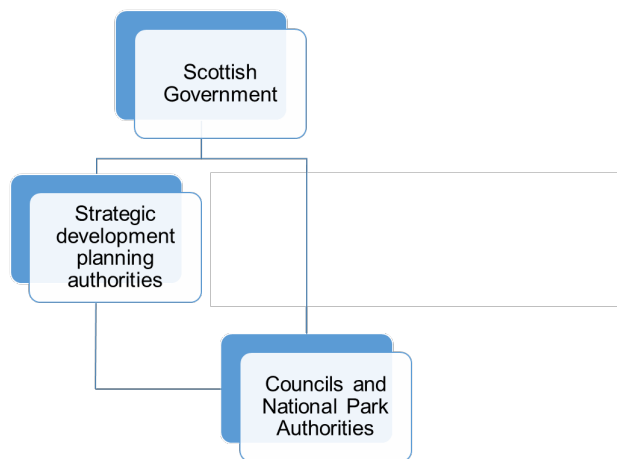 Scottish
Government
Strategic
development
planning
authorities
Councils and
National Park
Authorities